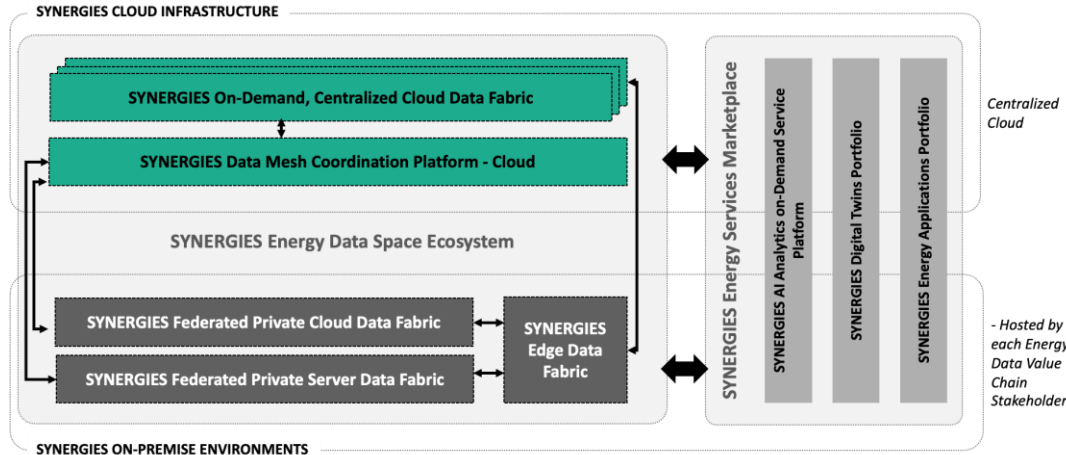 SYNERGIES CLOUD INFRASTRUCTURE
SYNERGIES On-Demand, Centralized Cloud Data Fabric
SYNERGIES Data Mesh Coordination Platform - Cloud
SYNERGIES Energy Data Space Ecosystem
SYNERGIES Federated Private Cloud Data Fabric
SYNERGIES Federated Private Server Data Fabric
SYNERGIES
Edge Data
Fabric
SYNERGIES Energy Services Marketplace
SYNERGIES AI Analytics on-Demand Service
Platform
SYNERGIES Digital Twins Portfolio
SYNERGIES Energy Applications Portfolio
Centralized
Cloud
- Hosted by
each Energy
Data Value
Chain
Stakeholder
SYNERGIES ON-PREMISE ENVIRONMENTS